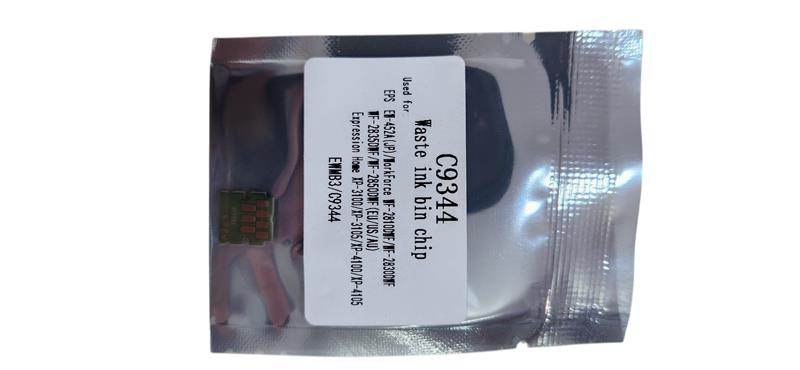 C9344
Waste ink bin chip
Used for
EPS EW-452A(JP)/WorkForce WF-2810DWF/WF-2830DWF
WF-2835DWF/WF-2850DWF(EU/US/AU)
Expression Home XP-3100/XP-3105/XP-4100/XP-4105
EWMB3/C9344